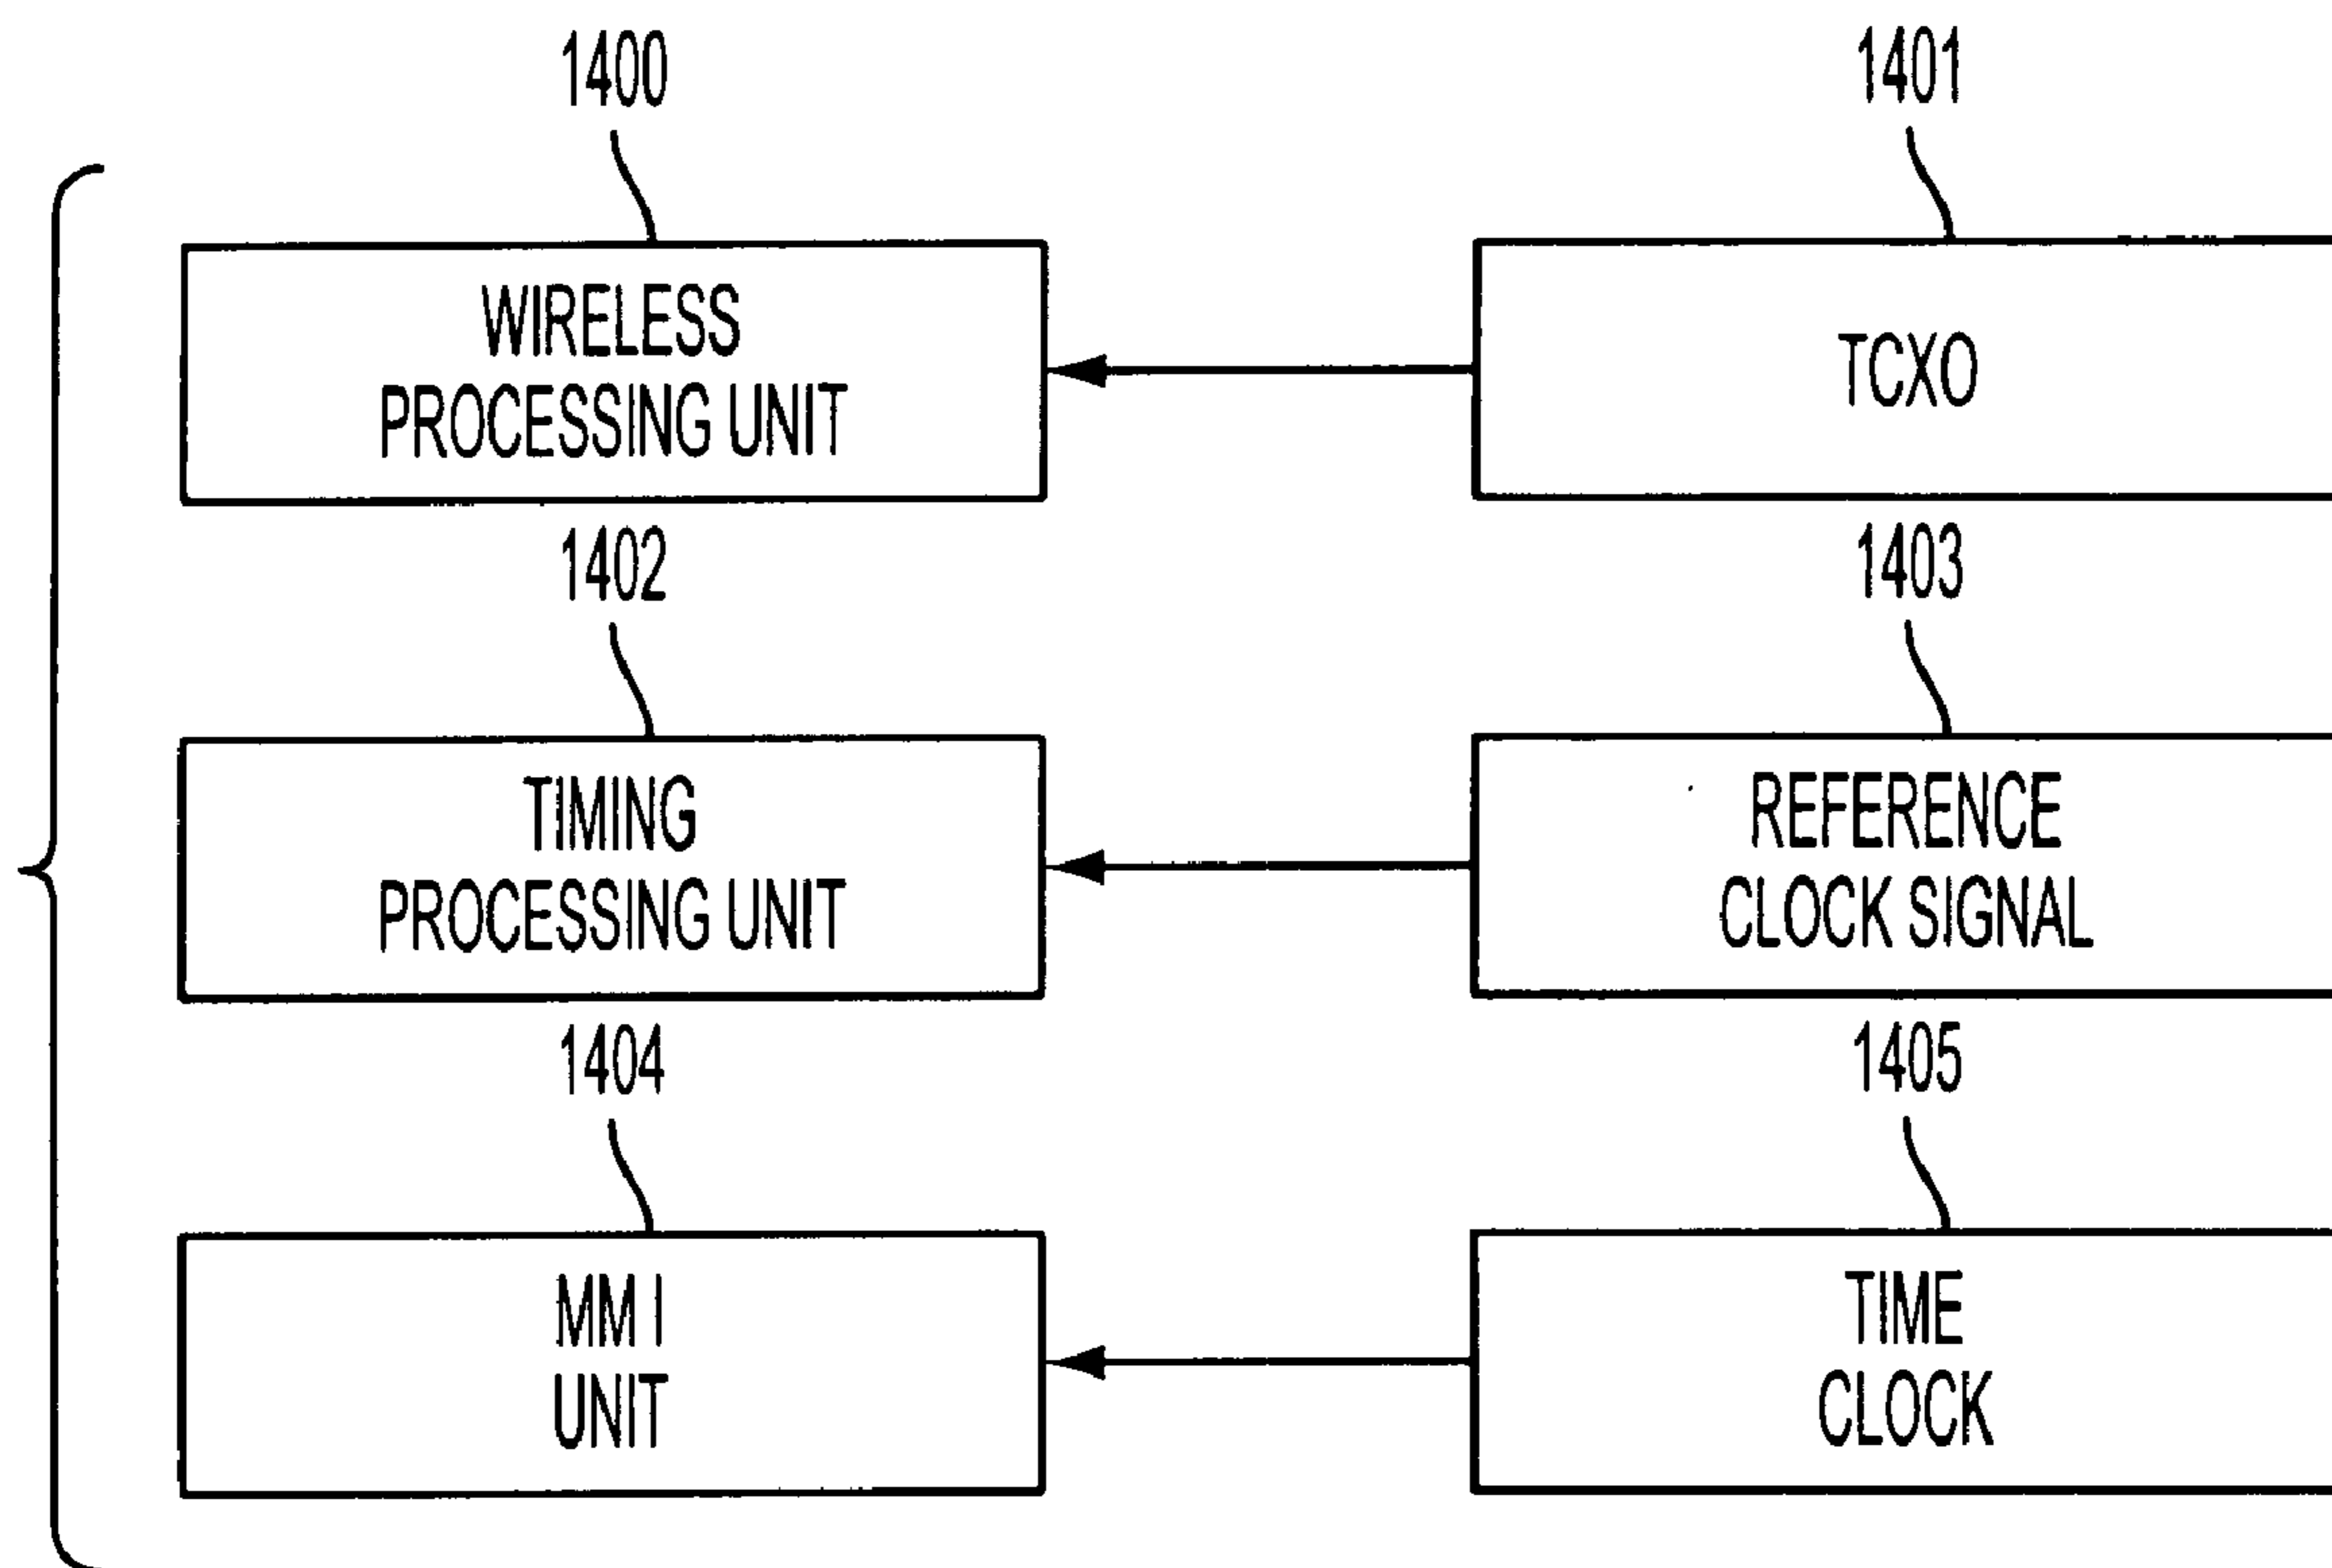 1400
1401
WIRELESS
PROCESSING UNIT
TCXO
1402
1403
TIMING
PROCESSING UNIT
REFERENCE
CLOCK SIGNAL
1404
1405
MM I
UNIT
TIME
CLOCK